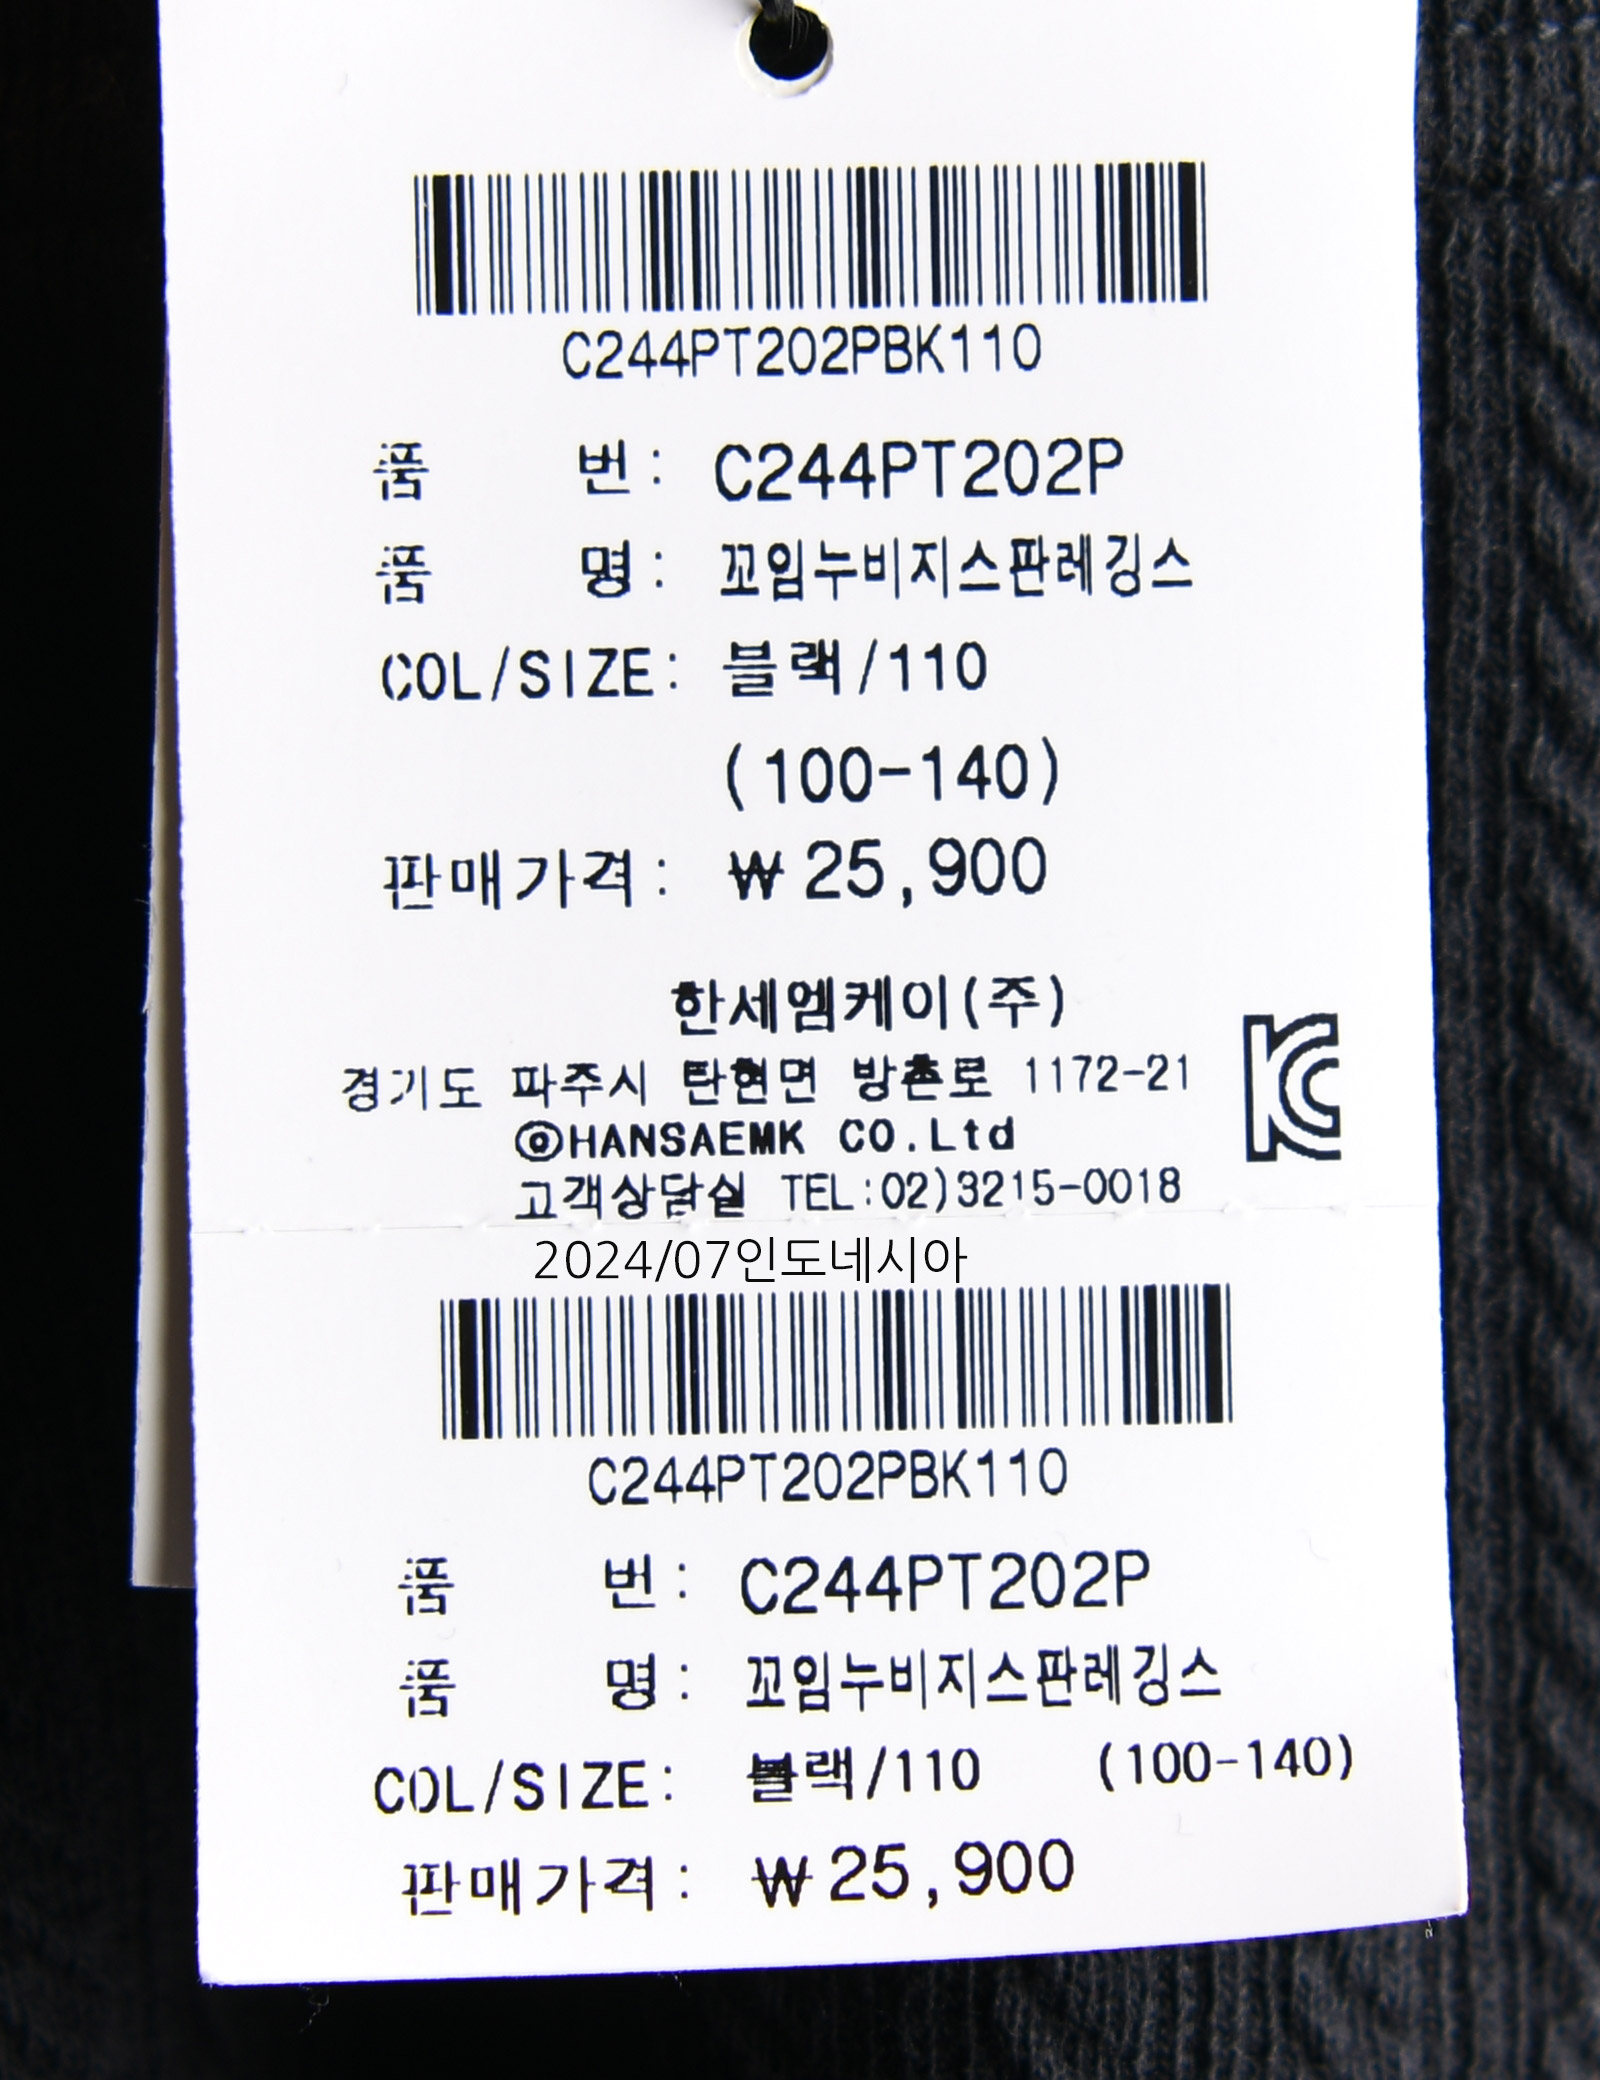 C244PT202PBK110
품 번: C244PT202P
품 명: 꼬임누비지스판레깅스
COL/SIZE: 블랙/110
(100-140)
판매가격: ₩25,900
한세엠케이(주)
경기도 파주시 탄현면 방촌로 1172-21
ⓒHANSAEMK CO.Ltd
고객상담실 TEL:02)3215-0018
KC
2024/07인도네시아
C244PT202PBK110
품 번: C244PT202P
품 명: 꼬임누비지스판레깅스
COL/SIZE: 블랙/110 (100-140)
판매가격: ₩25,900